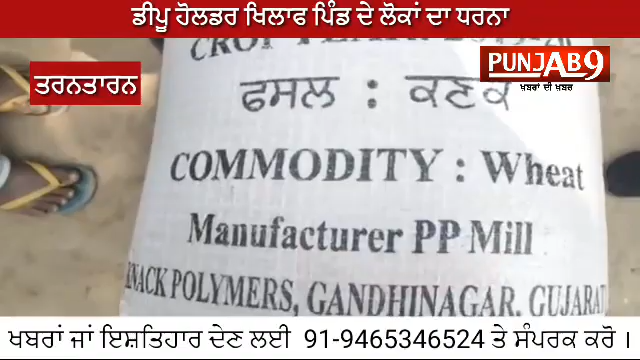 ਡੀਪੂ ਹੋਲਡਰ ਖਿਲਾਫ ਪਿੰਡ ਦੇ ਲੋਕਾਂ ਦਾ ਧਰਨਾ
PUNJAB9
ਖ਼ਬਰਾਂ ਦੀ ਖ਼ਬਰ
ਤਰਨਤਾਰਨ
ਫਸਲ : ਕਣਕ
COMMODITY : Wheat
Manufacturer PP Mill
KNACK POLYMERS, GANDHINAGAR, GUJARAT
ਖਬਰਾਂ ਜਾਂ ਇਸ਼ਤਿਹਾਰ ਦੇਣ ਲਈ 91-9465346524 ਤੇ ਸੰਪਰਕ ਕਰੋ ।